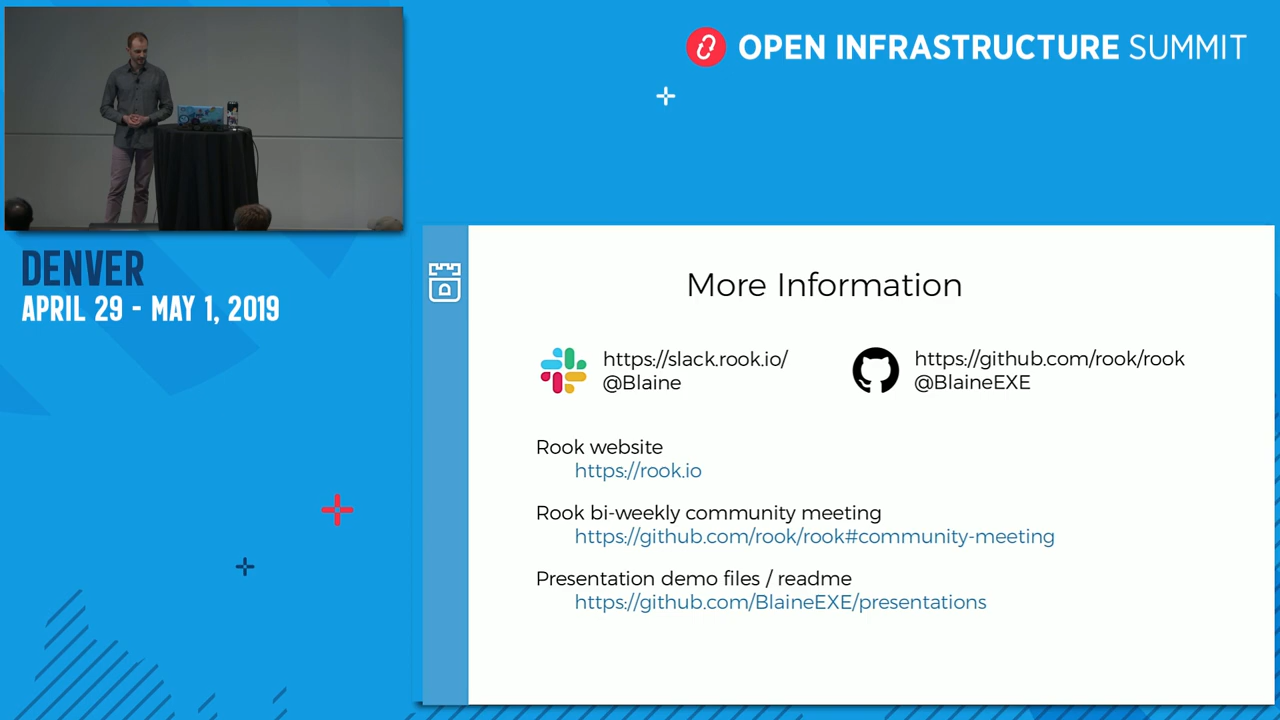 OPEN INFRASTRUCTURE SUMMIT
DENVER
APRIL 29 - MAY 1, 2019
More Information
https://slack.rook.io/
@Blaine
https://github.com/rook/rook
@BlaineEXE
Rook website
https://rook.io
Rook bi-weekly community meeting
https://github.com/rook/rook#community-meeting
Presentation demo files / readme
https://github.com/BlaineEXE/presentations